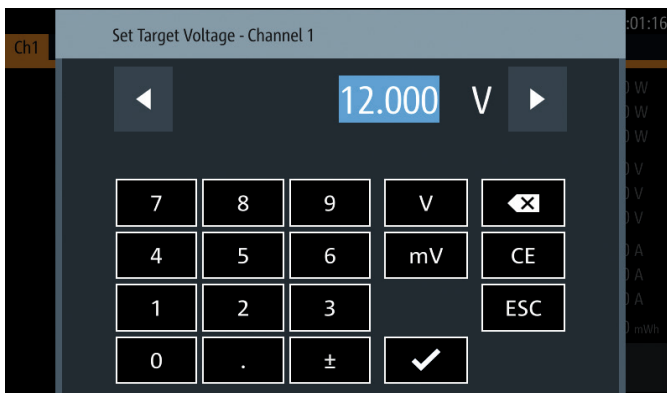 Set Target Voltage - Channel 1
:01:16
Ch1
12.000 V
W
W
W
7 8 9 V
V
4 5 6 mV CE
V
V
1 2 3 ESC
A
A
A
0 . ±
mWh